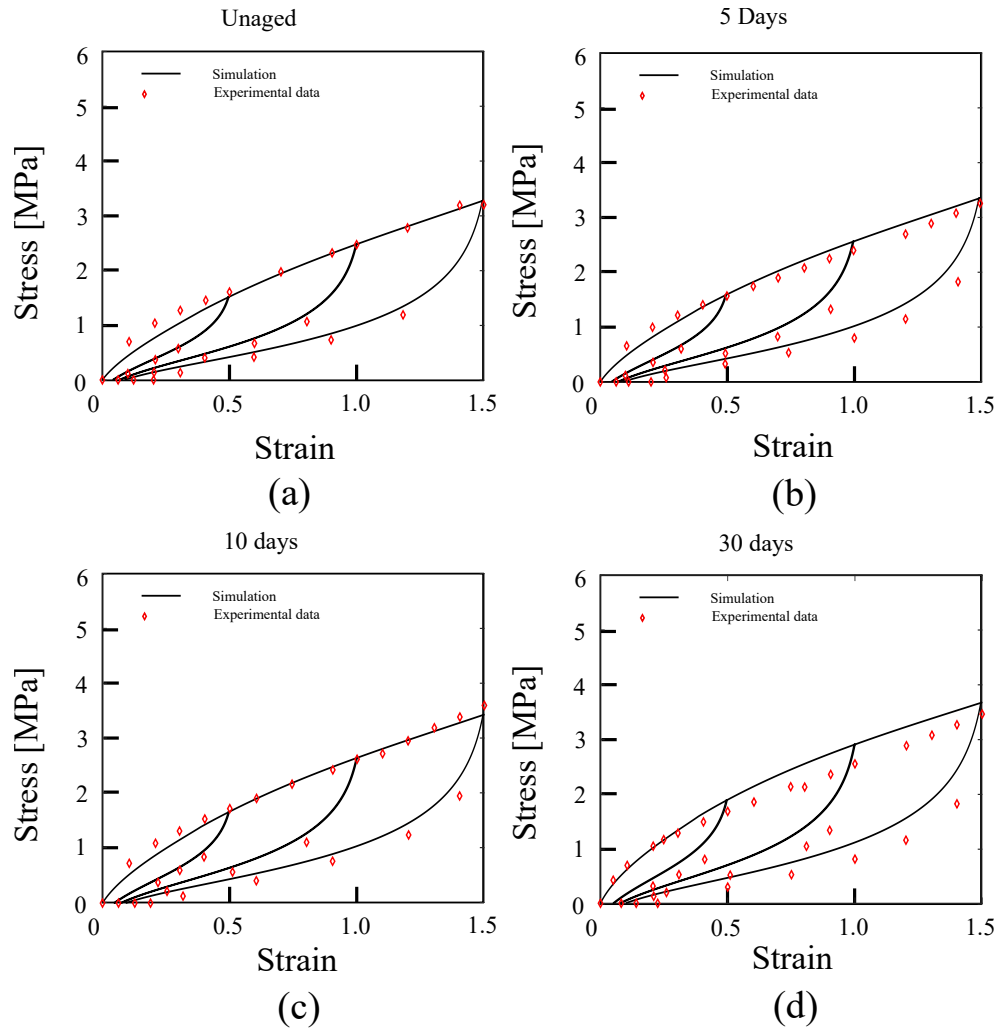 Unaged
6
5
4
3
2
1
0
Stress [MPa]
Simulation
Experimental data
0
0.5
1.0
1.5
Strain
(a)
5 Days
6
5
4
3
2
1
0
Stress [MPa]
Simulation
Experimental data
0
0.5
1.0
1.5
Strain
(b)
10 days
6
5
4
3
2
1
0
Stress [MPa]
Simulation
Experimental data
0
0.5
1.0
1.5
Strain
(c)
30 days
6
5
4
3
2
1
0
Stress [MPa]
Simulation
Experimental data
0
0.5
1.0
1.5
Strain
(d)